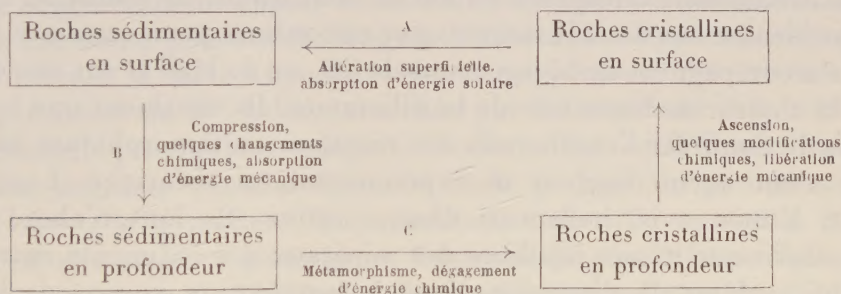 A
Roches sédimentaires
en surface
Roches cristallines
en surface
Altération superficielle,
absorption d'énergie solaire
B
Compression,
quelques changements
chimiques, absorption
d'énergie mécanique
Ascension,
quelques modifications
chimiques, libération
d'énergie mécanique
C
Roches sédimentaires
en profondeur
Roches cristallines
en profondeur
Métamorphisme, dégagement
d'énergie chimique